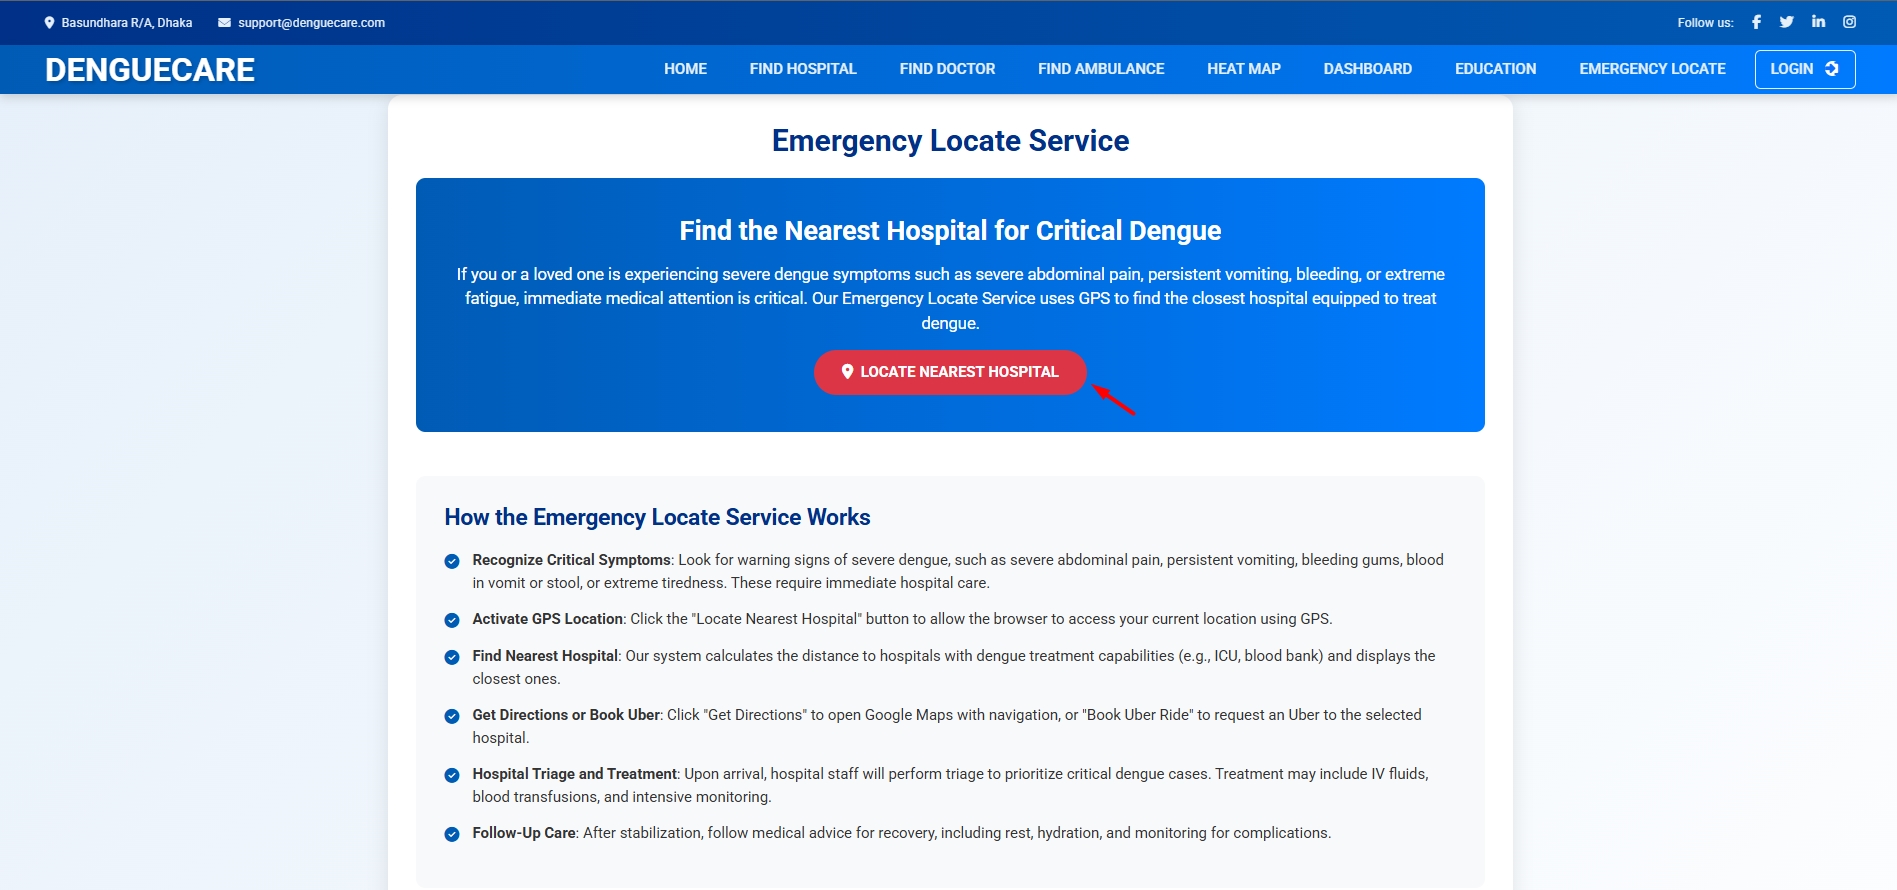 Basundhara R/A, Dhaka
support@denguecare.com
Follow us:
DENGUECARE
HOME
FIND HOSPITAL
FIND DOCTOR
FIND AMBULANCE
HEAT MAP
DASHBOARD
EDUCATION
EMERGENCY LOCATE
LOGIN
Emergency Locate Service
Find the Nearest Hospital for Critical Dengue
If you or a loved one is experiencing severe dengue symptoms such as severe abdominal pain, persistent vomiting, bleeding, or extreme
fatigue, immediate medical attention is critical. Our Emergency Locate Service uses GPS to find the closest hospital equipped to treat
dengue.
LOCATE NEAREST HOSPITAL
How the Emergency Locate Service Works
Recognize Critical Symptoms: Look for warning signs of severe dengue, such as severe abdominal pain, persistent vomiting, bleeding gums, blood
in vomit or stool, or extreme tiredness. These require immediate hospital care.
Activate GPS Location: Click the "Locate Nearest Hospital" button to allow the browser to access your current location using GPS.
Find Nearest Hospital: Our system calculates the distance to hospitals with dengue treatment capabilities (e.g., ICU, blood bank) and displays the
closest ones.
Get Directions or Book Uber: Click "Get Directions" to open Google Maps with navigation, or "Book Uber Ride" to request an Uber to the selected
hospital.
Hospital Triage and Treatment: Upon arrival, hospital staff will perform triage to prioritize critical dengue cases. Treatment may include IV fluids,
blood transfusions, and intensive monitoring.
Follow-Up Care: After stabilization, follow medical advice for recovery, including rest, hydration, and monitoring for complications.